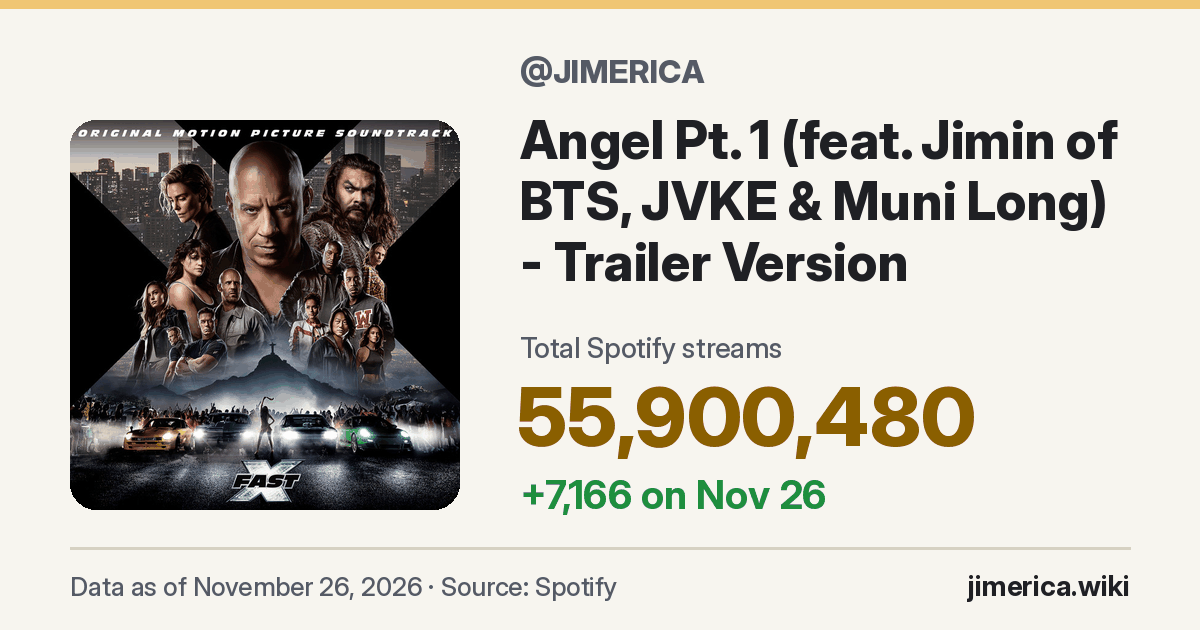 @JIMERICA
ORIGINAL MOTION PICTURE SOUNDTRACK
Angel Pt. 1 (feat. Jimin of
BTS, JVKE & Muni Long)
- Trailer Version
Total Spotify streams
55,900,480
+7,166 on Nov 26
W
FAST
X
Data as of November 26, 2026 · Source: Spotify
jimerica.wiki